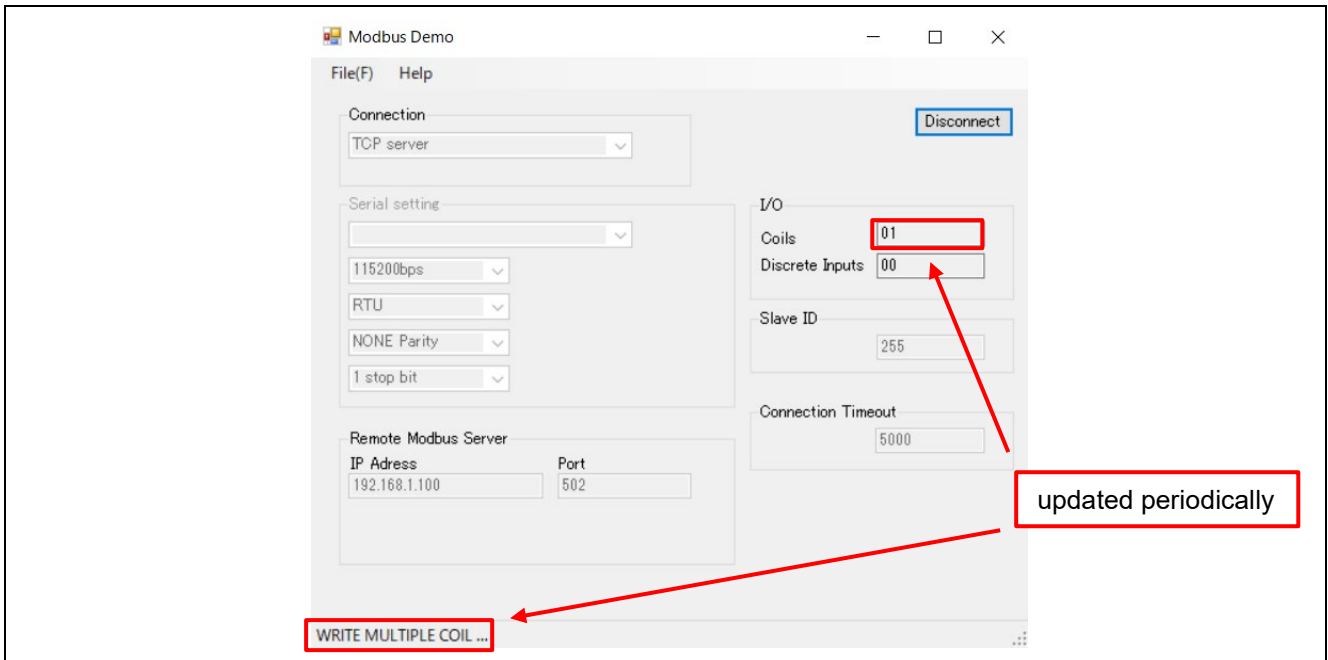 Modbus Demo
File(F) Help
Connection
TCP server
Disconnect
Serial setting
115200bps
RTU
NONE Parity
1 stop bit
I/O
Coils 01
Discrete Inputs 00
Slave ID
255
Connection Timeout
5000
Remote Modbus Server
IP Adress Port
192.168.1.100 502
updated periodically
WRITE MULTIPLE COIL ...